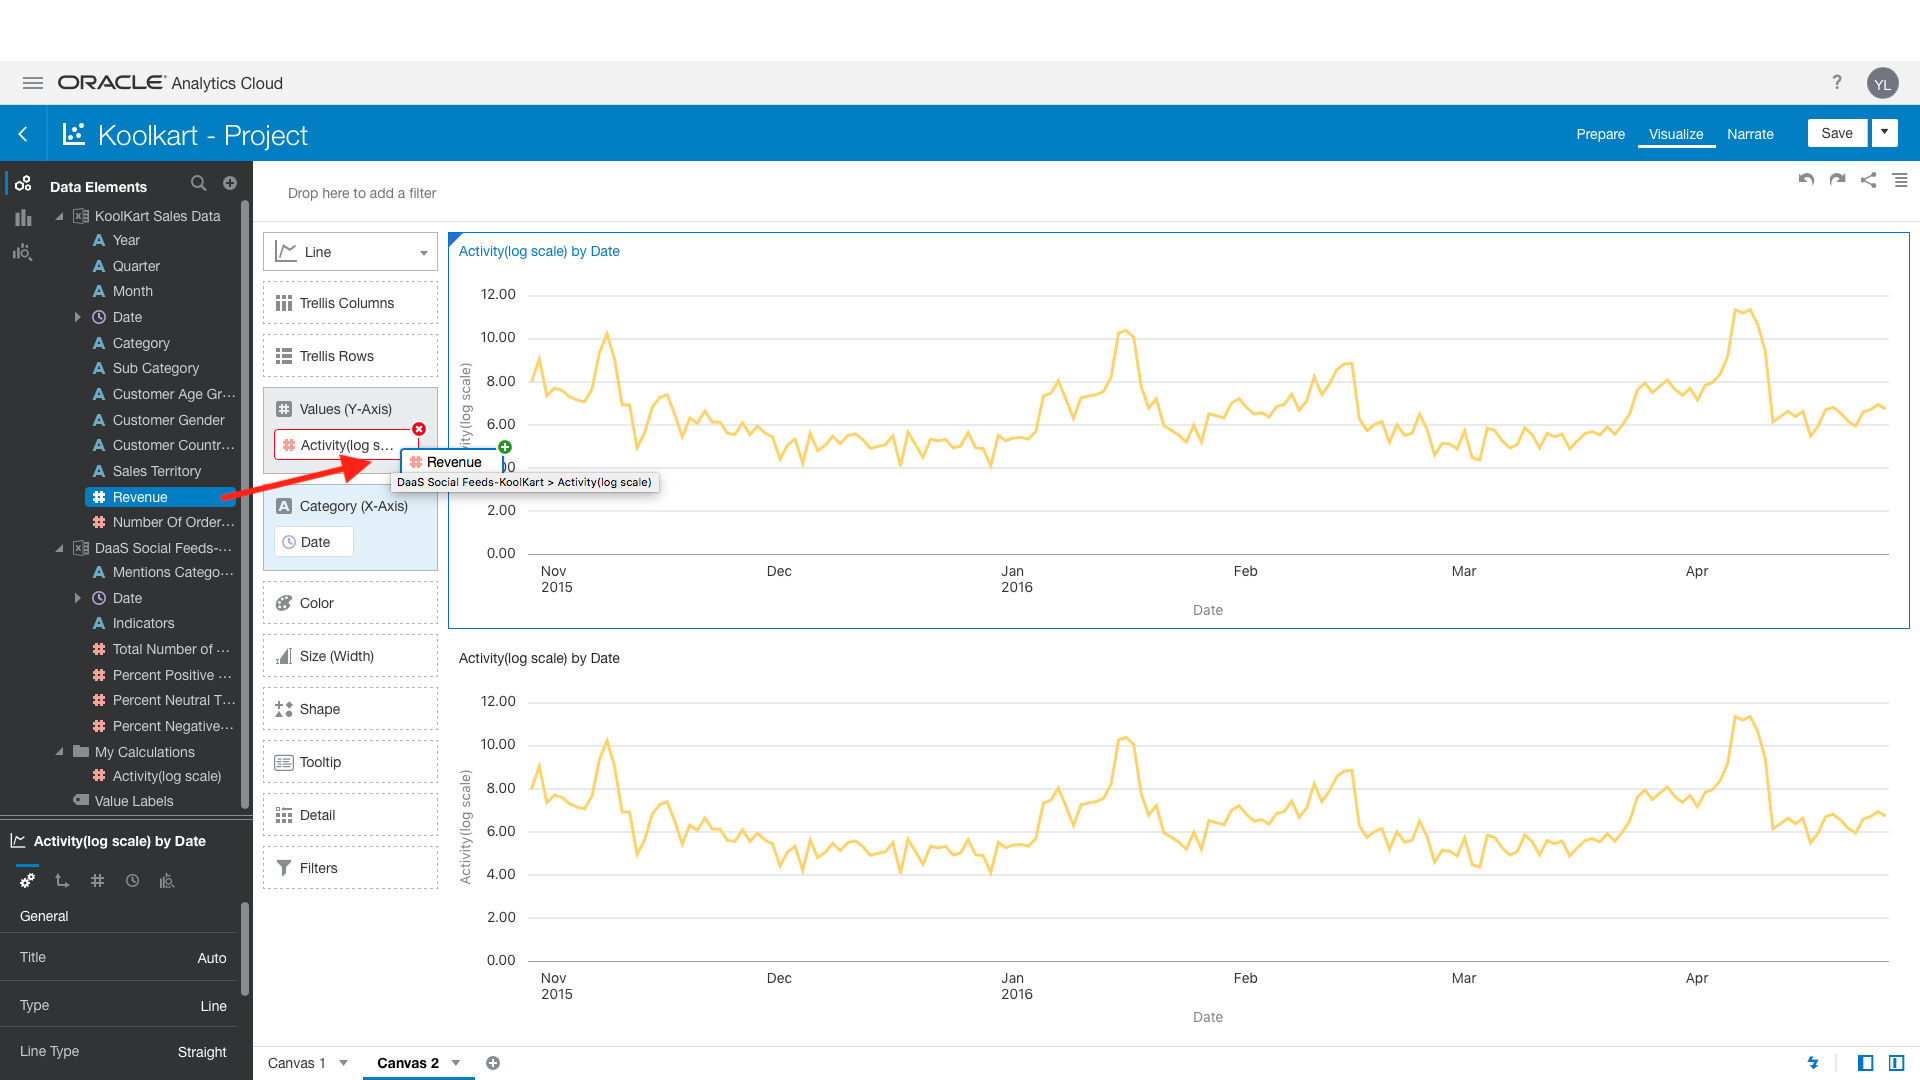 ORACLE Analytics Cloud
?
YL
Koolkart - Project
Prepare
Visualize
Narrate
Save
Data Elements
KoolKart Sales Data
A Year
A Quarter
A Month
Date
A Category
A Sub Category
A Customer Age Gr...
A Customer Gender
A Customer Countr...
A Sales Territory
# Revenue
# Number Of Order...
DaaS Social Feeds-...
A Mentions Catego...
Date
A Indicators
# Total Number of ...
# Percent Positive ...
# Percent Neutral T...
# Percent Negative...
My Calculations
# Activity(log scale)
Value Labels
Activity(log scale) by Date
General
Title Auto
Type Line
Line Type Straight
Drop here to add a filter
Line
Trellis Columns
Trellis Rows
# Values (Y-Axis)
# Activity(log s...
# Revenue
DaaS Social Feeds-KoolKart > Activity(log scale)
A Category (X-Axis)
Date
Color
Size (Width)
Shape
Tooltip
Detail
Filters
Activity(log scale) by Date
12.00
10.00
8.00
6.00
00
2.00
0.00
vity(log scale)
Nov Dec Jan Feb Mar Apr
2015 2016
Date
Activity(log scale) by Date
12.00
10.00
8.00
6.00
4.00
2.00
0.00
Activity(log scale)
Nov Dec Jan Feb Mar Apr
2015 2016
Date
Canvas 1
Canvas 2